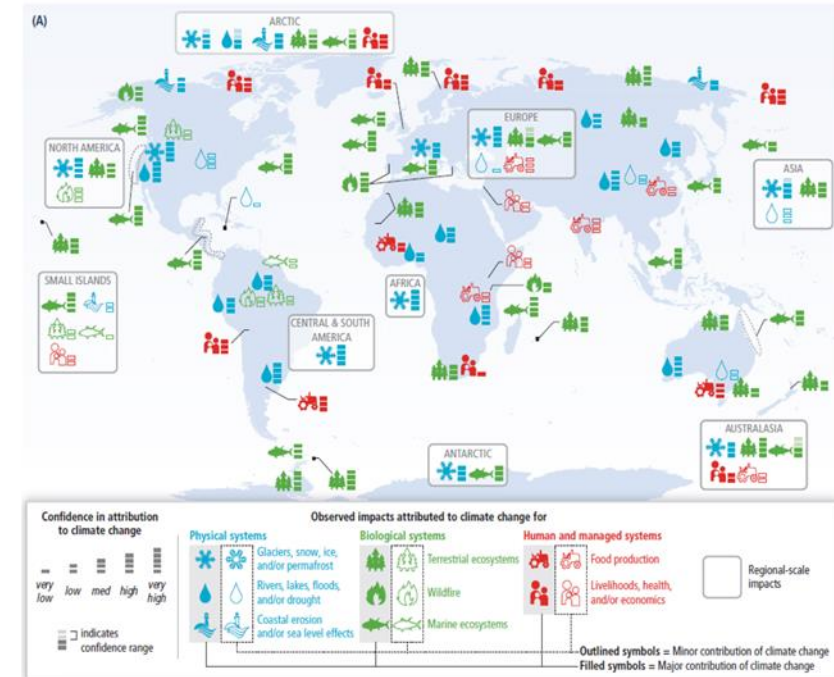 (A)
ARCTIC
NORTH AMERICA
EUROPE
ASIA
SMALL ISLANDS
AFRICA
CENTRAL & SOUTH
AMERICA
ANTARCTIC
AUSTRALASIA
Confidence in attribution
to climate change
very
low
low
med
high
very
high
indicates
confidence range
Observed impacts attributed to climate change for
Physical systems
Glaciers, snow, ice,
and/or permafrost
Rivers, lakes, floods,
and/or drought
Coastal erosion
and/or sea level effects
Biological systems
Terrestrial ecosystems
Wildfire
Marine ecosystems
Human and managed systems
Food production
Livelihoods, health,
and/or economics
Regional-scale
impacts
Outlined symbols = Minor contribution of climate change
Filled symbols = Major contribution of climate change